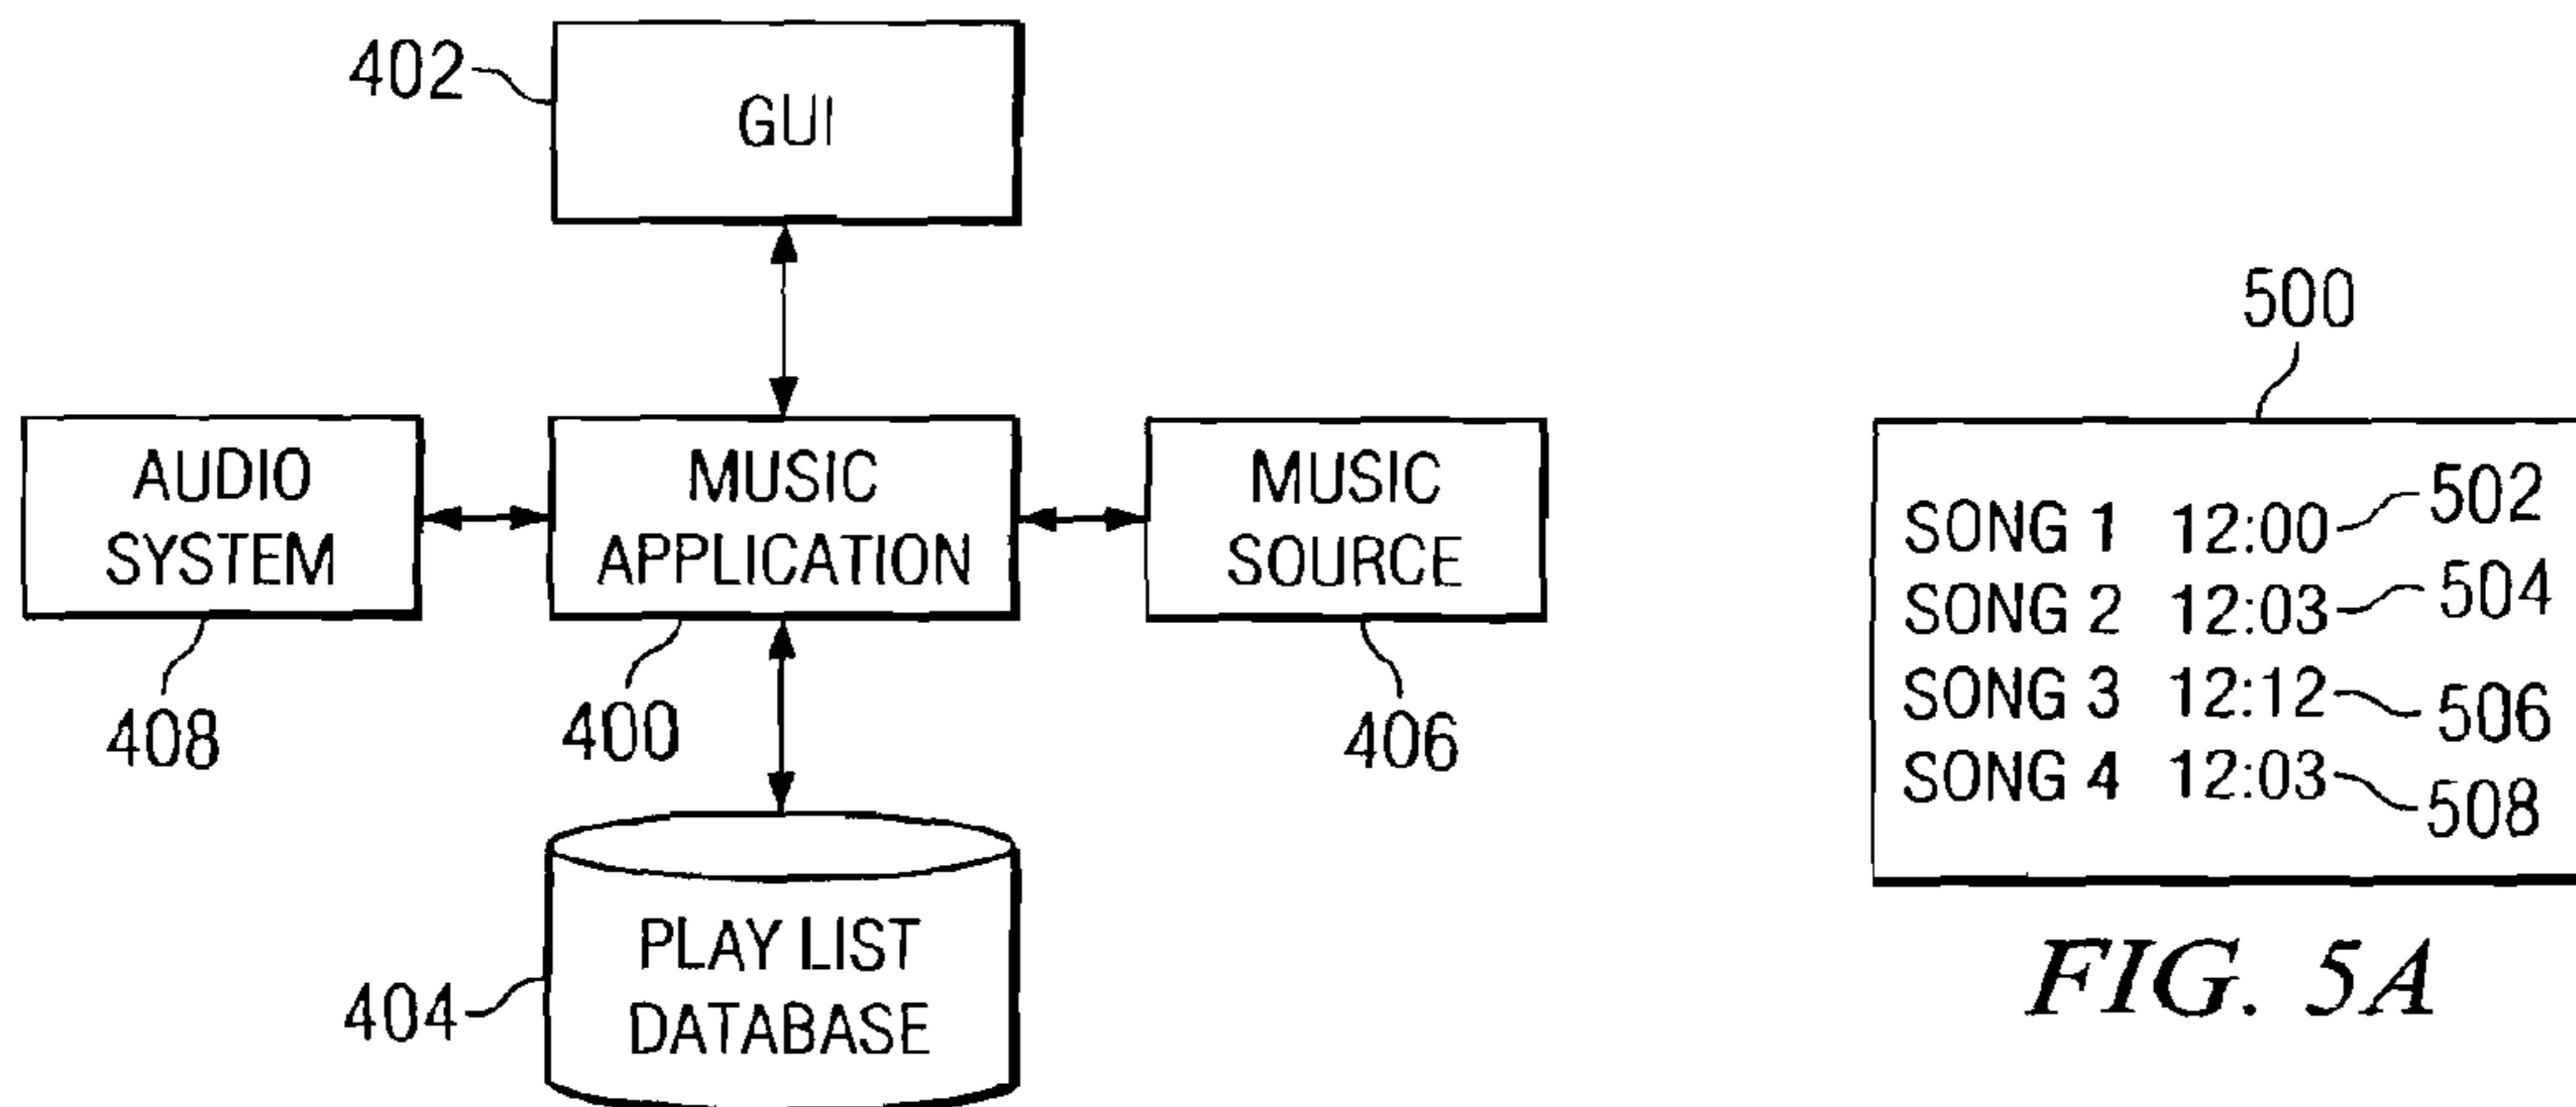 402
GUI
AUDIO
SYSTEM
408
MUSIC
APPLICATION
400
MUSIC
SOURCE
406
PLAY LIST
DATABASE
404
500
SONG 1 12:00 502
SONG 2 12:03 504
SONG 3 12:12 506
SONG 4 12:03 508
FIG. 5A